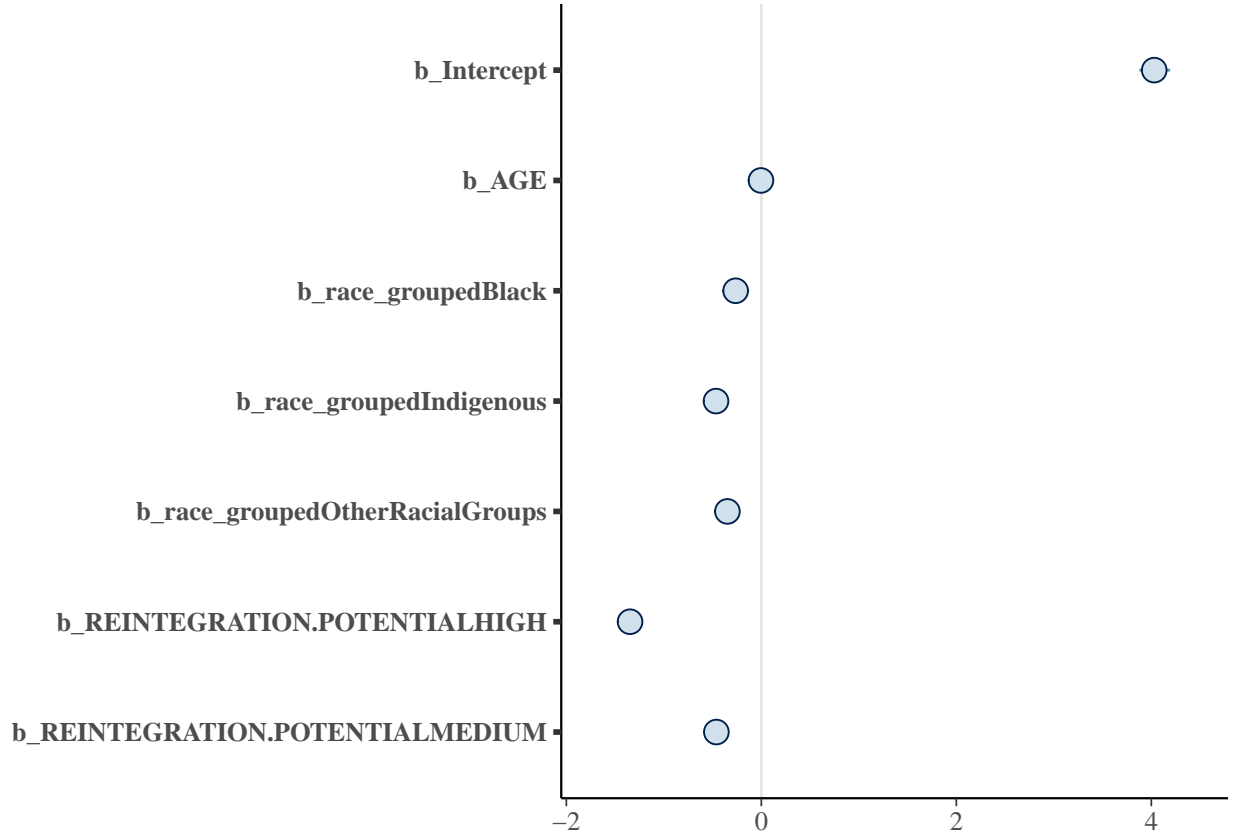 b_Intercept
b_AGE
b_race_groupedBlack
b_race_groupedIndigenous
b_race_groupedOtherRacialGroups
b_REINTEGRATION.POTENTIALHIGH
b_REINTEGRATION.POTENTIALMEDIUM
−2 0 2 4